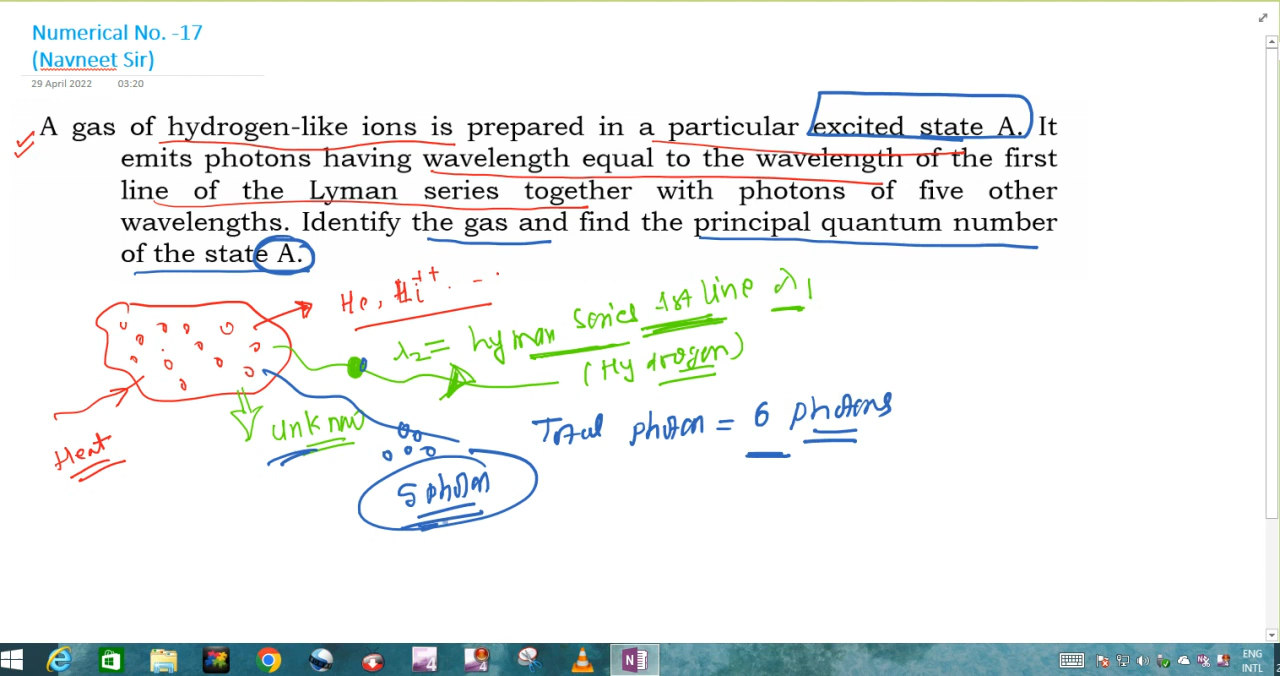 Numerical No. -17
(Navneet Sir)
29 April 2022 03:20
A gas of hydrogen-like ions is prepared in a particular excited state A. It
emits photons having wavelength equal to the wavelength of the first
line of the Lyman series together with photons of five other
wavelengths. Identify the gas and find the principal quantum number
of the state A.
He, Li++ . - .
λ2 = Lyman series 1st line λ1
(Hydrogen)
Heat
unknow
Total photon = 6 photons
5 photon
ENG
INTL